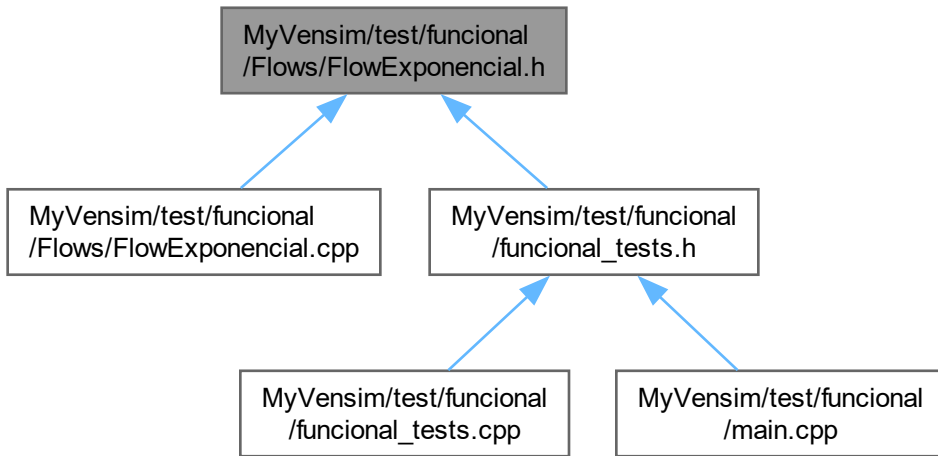 MyVensim/test/funcional
/Flows/FlowExponencial.h
MyVensim/test/funcional
/Flows/FlowExponencial.cpp
MyVensim/test/funcional
/funcional_tests.h
MyVensim/test/funcional
/funcional_tests.cpp
MyVensim/test/funcional
/main.cpp